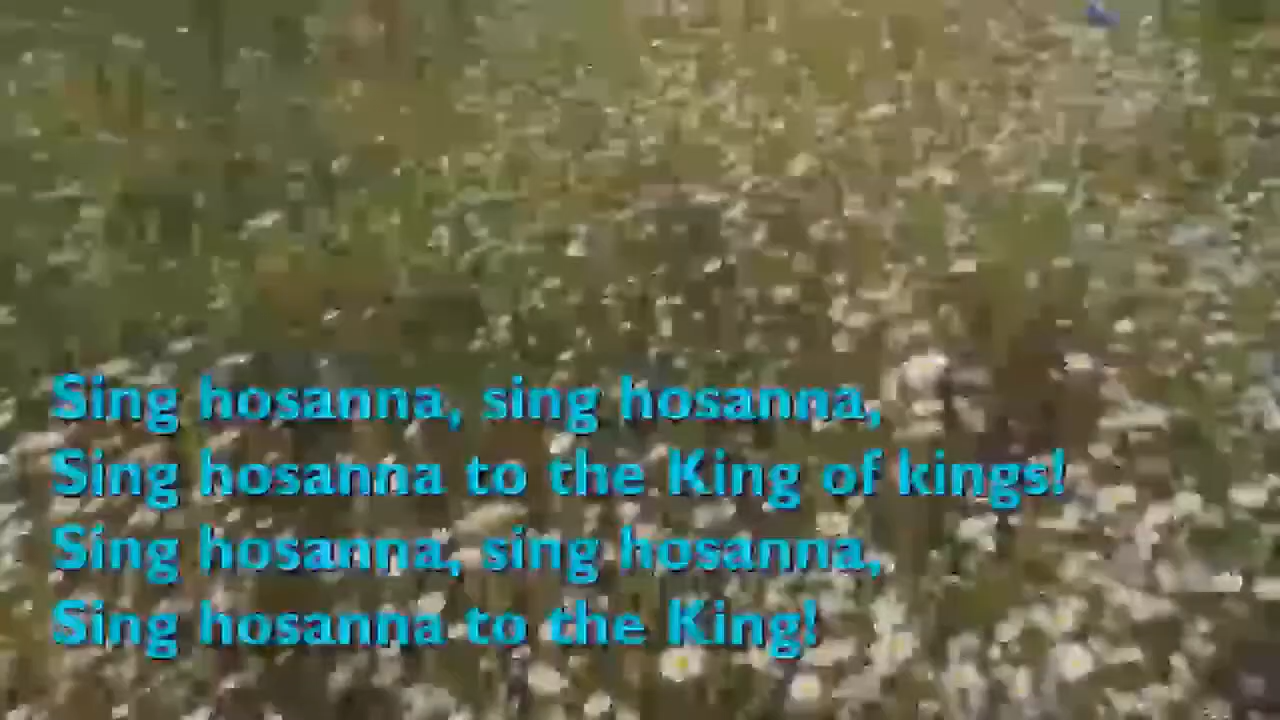 Sing hosanna, sing hosanna,
Sing hosanna to the King of kings!
Sing hosanna, sing hosanna,
Sing hosanna to the King!